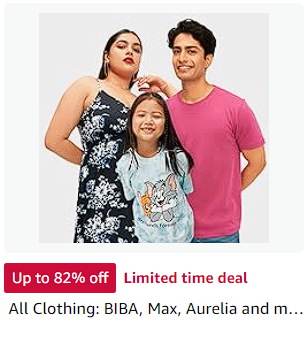 Up to 82% off
Limited time deal
All Clothing: BIBA, Max, Aurelia and m...